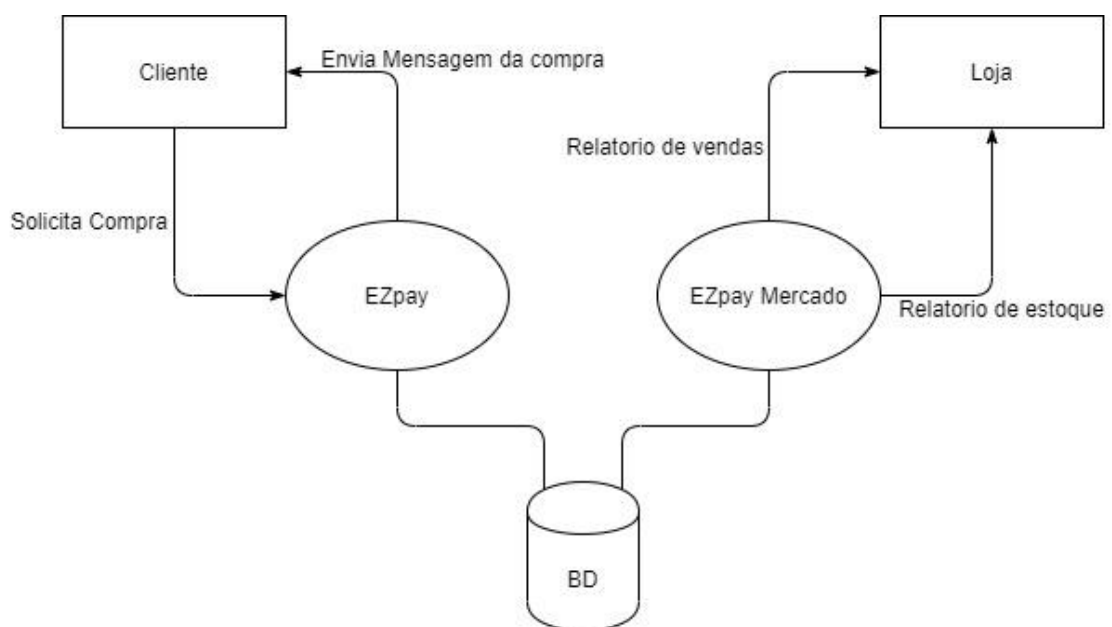 Envia Mensagem da compra
Cliente
Loja
Relatorio de vendas
Solicita Compra
EZpay
EZpay Mercado
Relatorio de estoque
BD